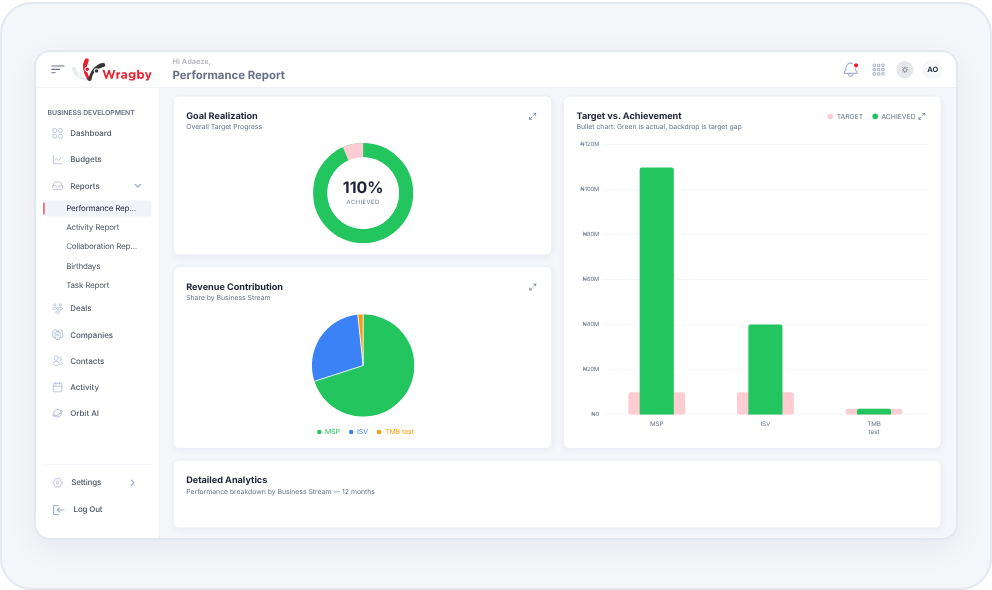 Wragby
Hi Adaeze,
Performance Report
AO
BUSINESS DEVELOPMENT
Dashboard
Budgets
Reports
Performance Rep...
Activity Report
Collaboration Rep...
Birthdays
Task Report
Deals
Companies
Contacts
Activity
Orbit AI
Settings
Log Out
Goal Realization
Overall Target Progress
110%
ACHIEVED
Revenue Contribution
Share by Business Stream
MSP ISV TMB test
Target vs. Achievement
Bullet chart: Green is actual, backdrop is target gap
TARGET ACHIEVED
₦120M
₦100M
₦80M
₦60M
₦40M
₦20M
₦0
MSP ISV TMB
test
Detailed Analytics
Performance breakdown by Business Stream — 12 months